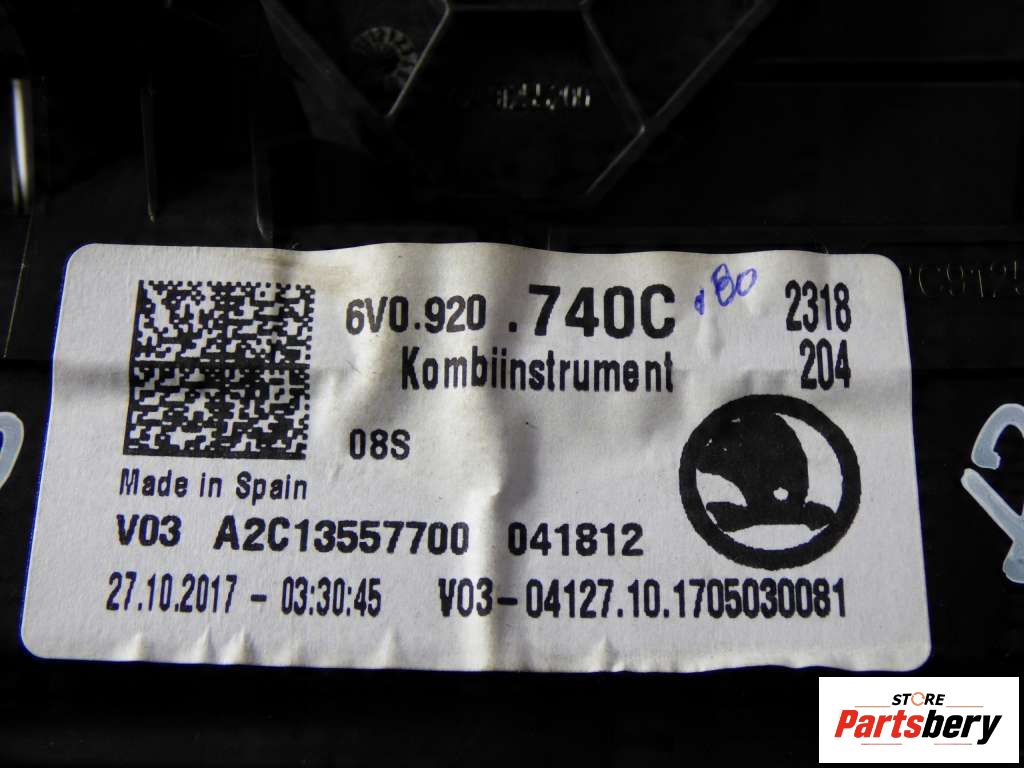 6V0.920 .740C 2318
Kombiinstrument 204
08S
Made in Spain
V03 A2C13557700 041812
27.10.2017 - 03:30:45 V03-04127.10.1705030081
STORE
Partsbery